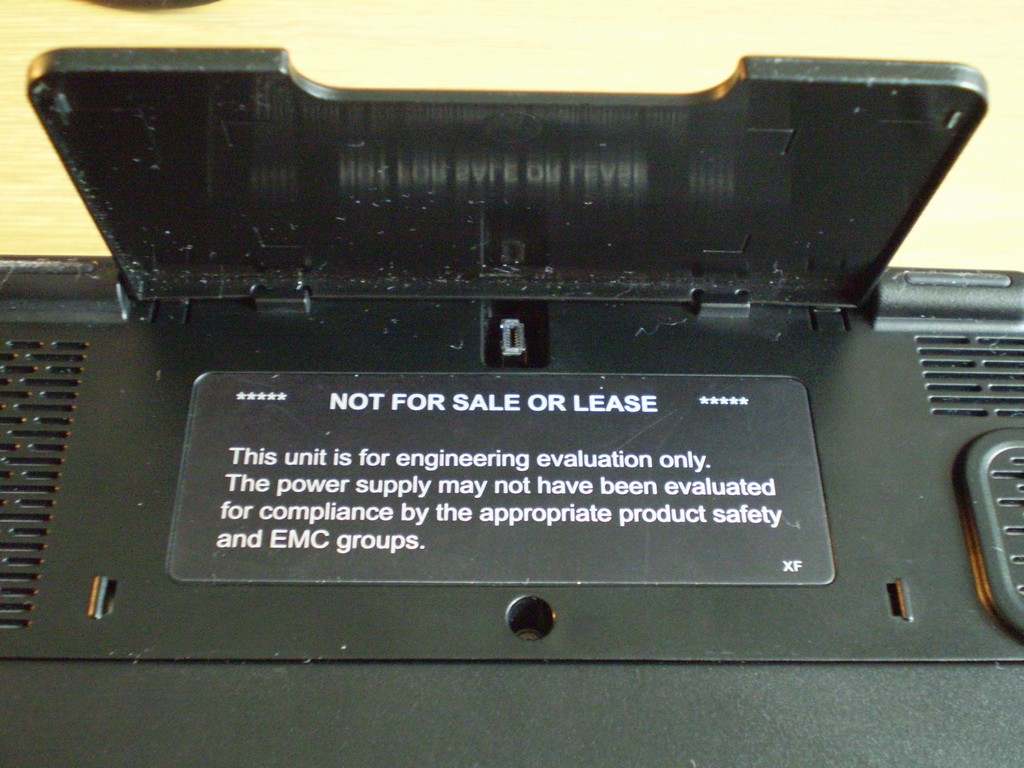 ***** NOT FOR SALE OR LEASE *****
This unit is for engineering evaluation only.
The power supply may not have been evaluated
for compliance by the appropriate product safety
and EMC groups.
XF